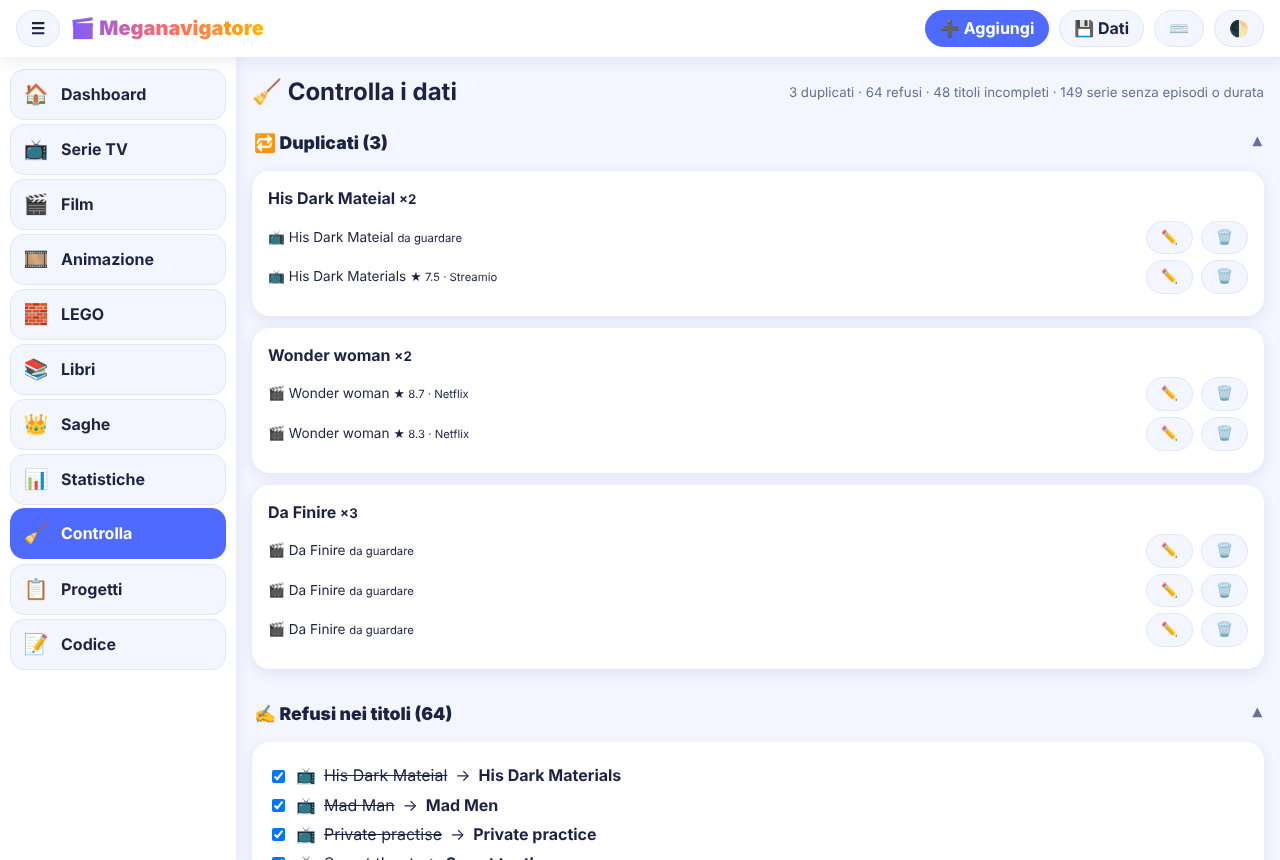 ☰ Meganavigatore ➕ Aggiungi 💾 Dati
Dashboard
Serie TV
Film
Animazione
LEGO
Libri
Saghe
Statistiche
Controlla
Progetti
Codice
🧹 Controlla i dati
3 duplicati · 64 refusi · 48 titoli incompleti · 149 serie senza episodi o durata
🔁 Duplicati (3) ▲
His Dark Mateial ×2
📺 His Dark Mateial da guardare
📺 His Dark Materials ★ 7.5 · Streamio
Wonder woman ×2
🎬 Wonder woman ★ 8.7 · Netflix
🎬 Wonder woman ★ 8.3 · Netflix
Da Finire ×3
🎬 Da Finire da guardare
🎬 Da Finire da guardare
🎬 Da Finire da guardare
✍️ Refusi nei titoli (64) ▲
His Dark Mateial → His Dark Materials
Mad Man → Mad Men
Private practise → Private practice